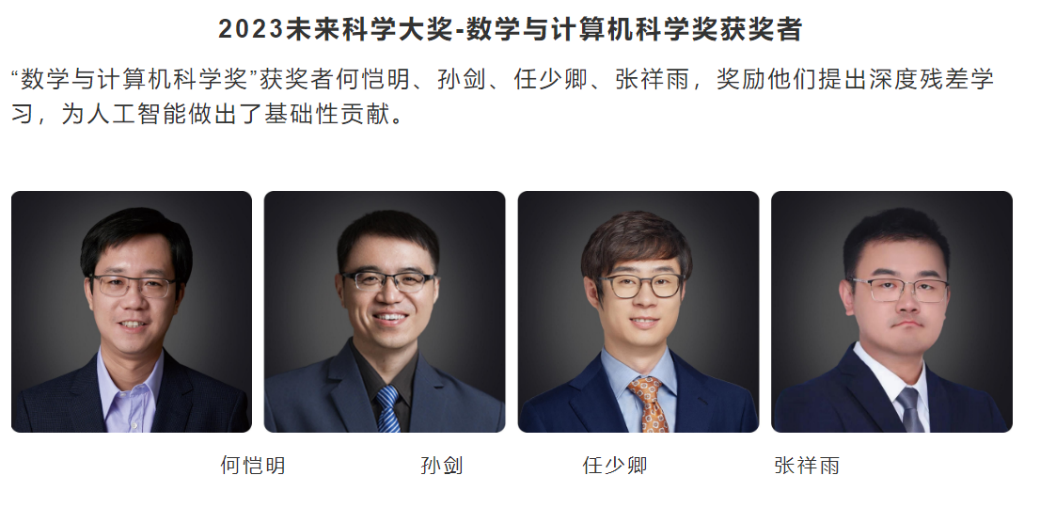 2023未来科学大奖-数学与计算机科学奖获奖者
“数学与计算机科学奖”获奖者何恺明、孙剑、任少卿、张祥雨，奖励他们提出深度残差学
习，为人工智能做出了基础性贡献。
何恺明 孙剑 任少卿 张祥雨